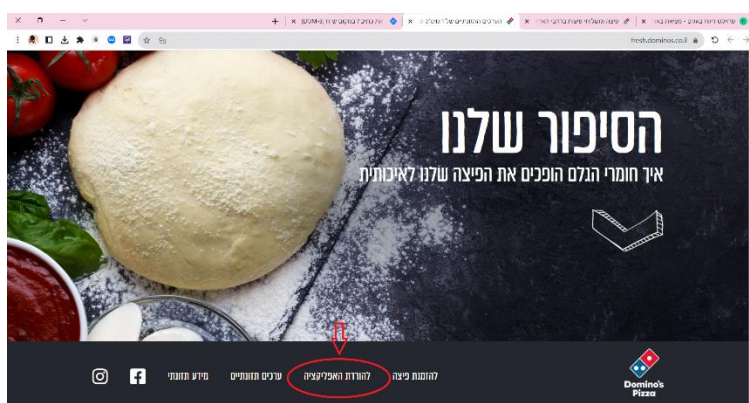 fresh.dominos.co.il
הסיפור שלנו
איך חומרי הגלם הופכים את הפיצה שלנו לאיכותית
להזמנת פיצה
להורדת האפליקציה
ערכים תזונתיים
מידע תזונתי
Domino's
Pizza